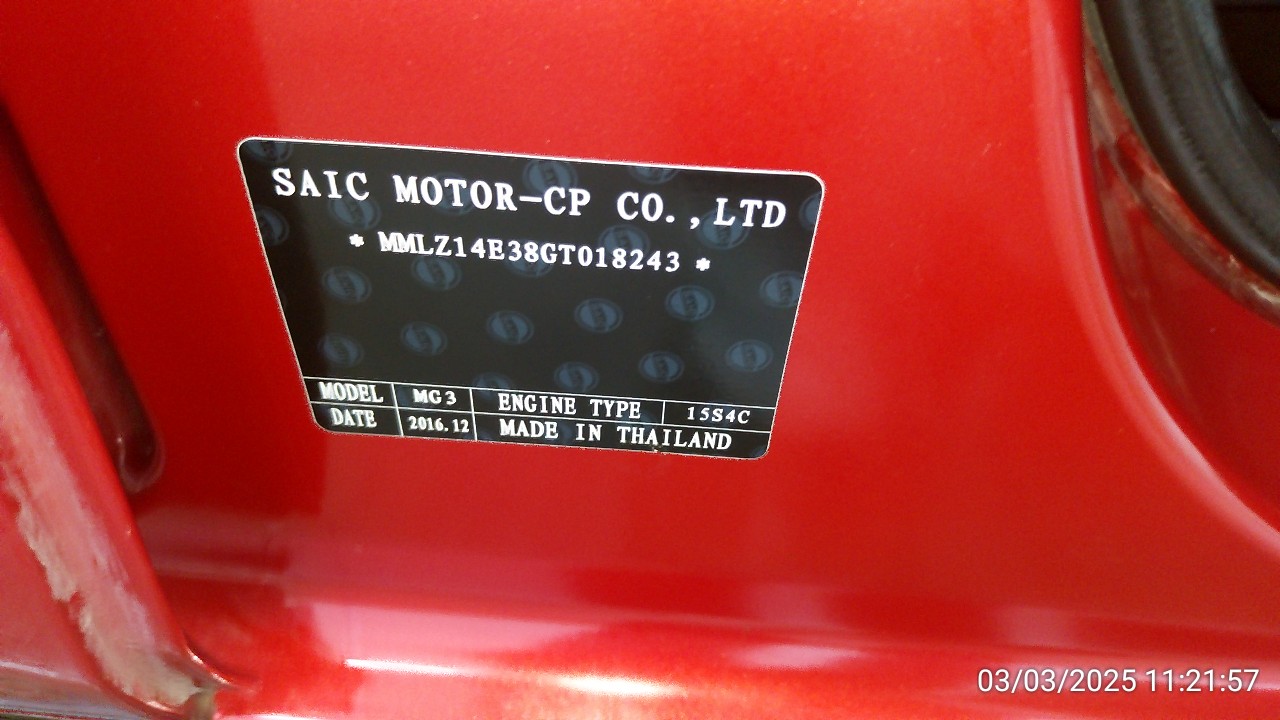 SAIC MOTOR-CP CO.,LTD
* MMLZ14E38GT018243 *
MODEL MG3 ENGINE TYPE 15S4C
DATE 2016.12 MADE IN THAILAND
03/03/2025 11:21:57